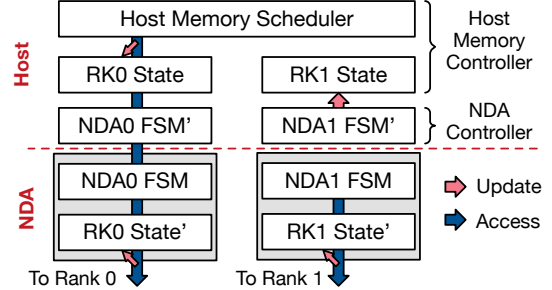 Host Memory Scheduler
Host
Memory
Controller
Host
RK0 State
RK1 State
NDA0 FSM’
NDA1 FSM’
NDA
Controller
NDA
NDA0 FSM
NDA1 FSM
Update
RK0 State’
RK1 State’
Access
To Rank 0
To Rank 1